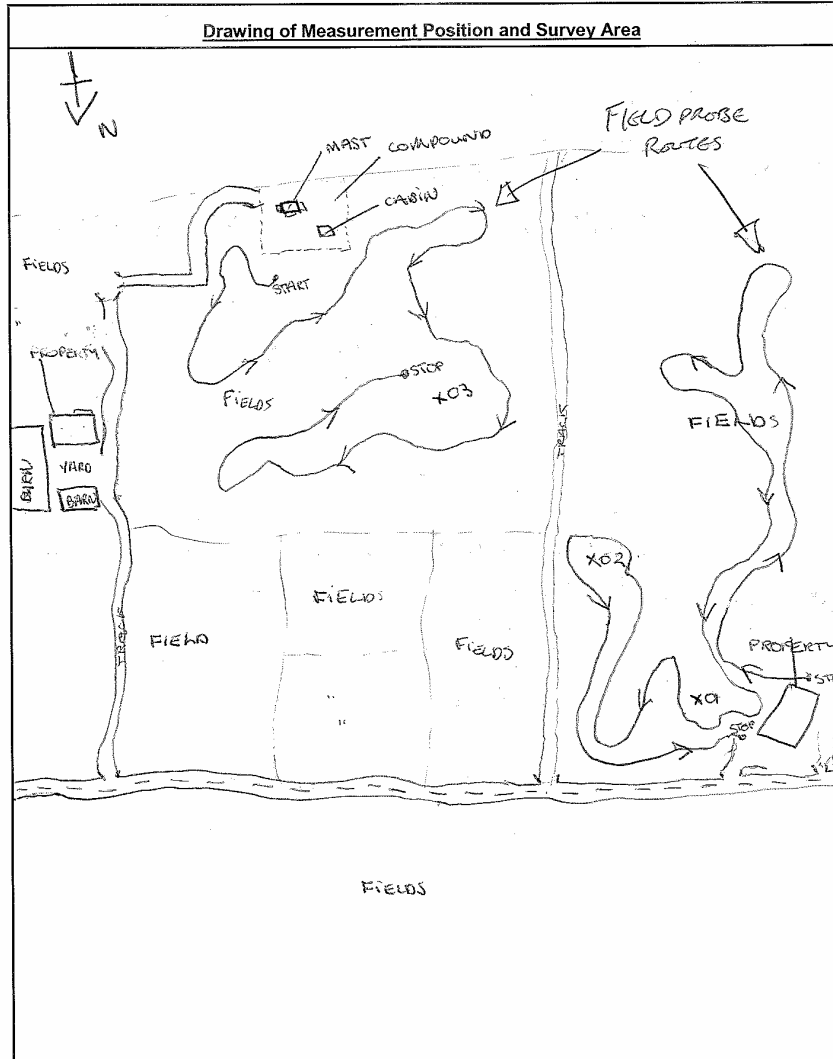 Drawing of Measurement Position and Survey Area
N
FIELD PROBE
ROUTES
MAST
COMPOUND
CABIN
FIELDS
"
START
PROPERTY
FIELDS
STOP
X03
FIELDS
TRACK
BARN
YARD
BARN
X02
FIELDS
FIELD
FIELDS
TRACK
"
"
PROPERTY
X01
STOP
FIELDS